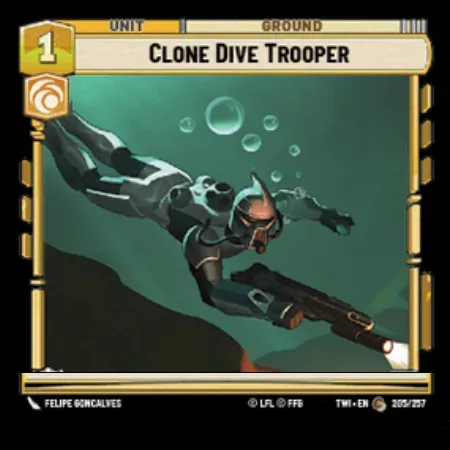 UNIT
GROUND
1
CLONE DIVE TROOPER
FELIPE GONCALVES
© LFL © FFG
TWI • EN
205/257